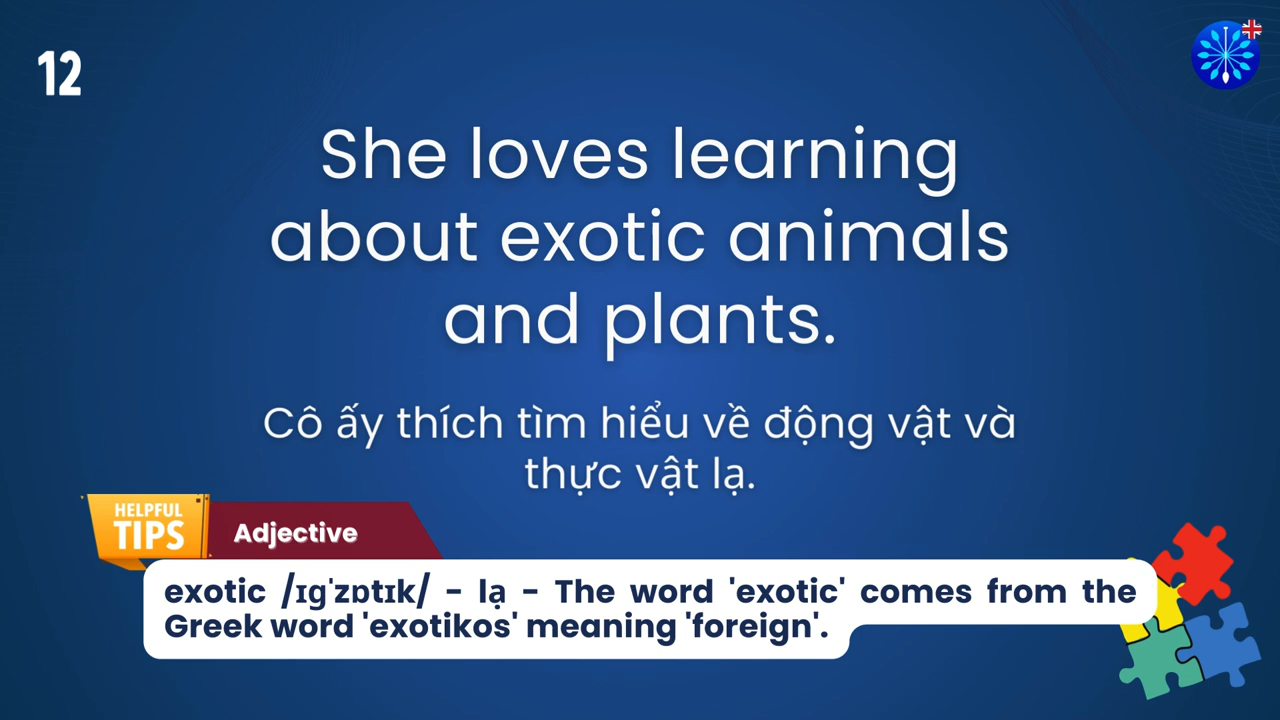 12
She loves learning
about exotic animals
and plants.
Cô ấy thích tìm hiểu về động vật và
thực vật lạ.
HELPFUL
TIPS
Adjective
exotic /ɪɡˈzɒtɪk/ - lạ - The word 'exotic' comes from the
Greek word 'exotikos' meaning 'foreign'.